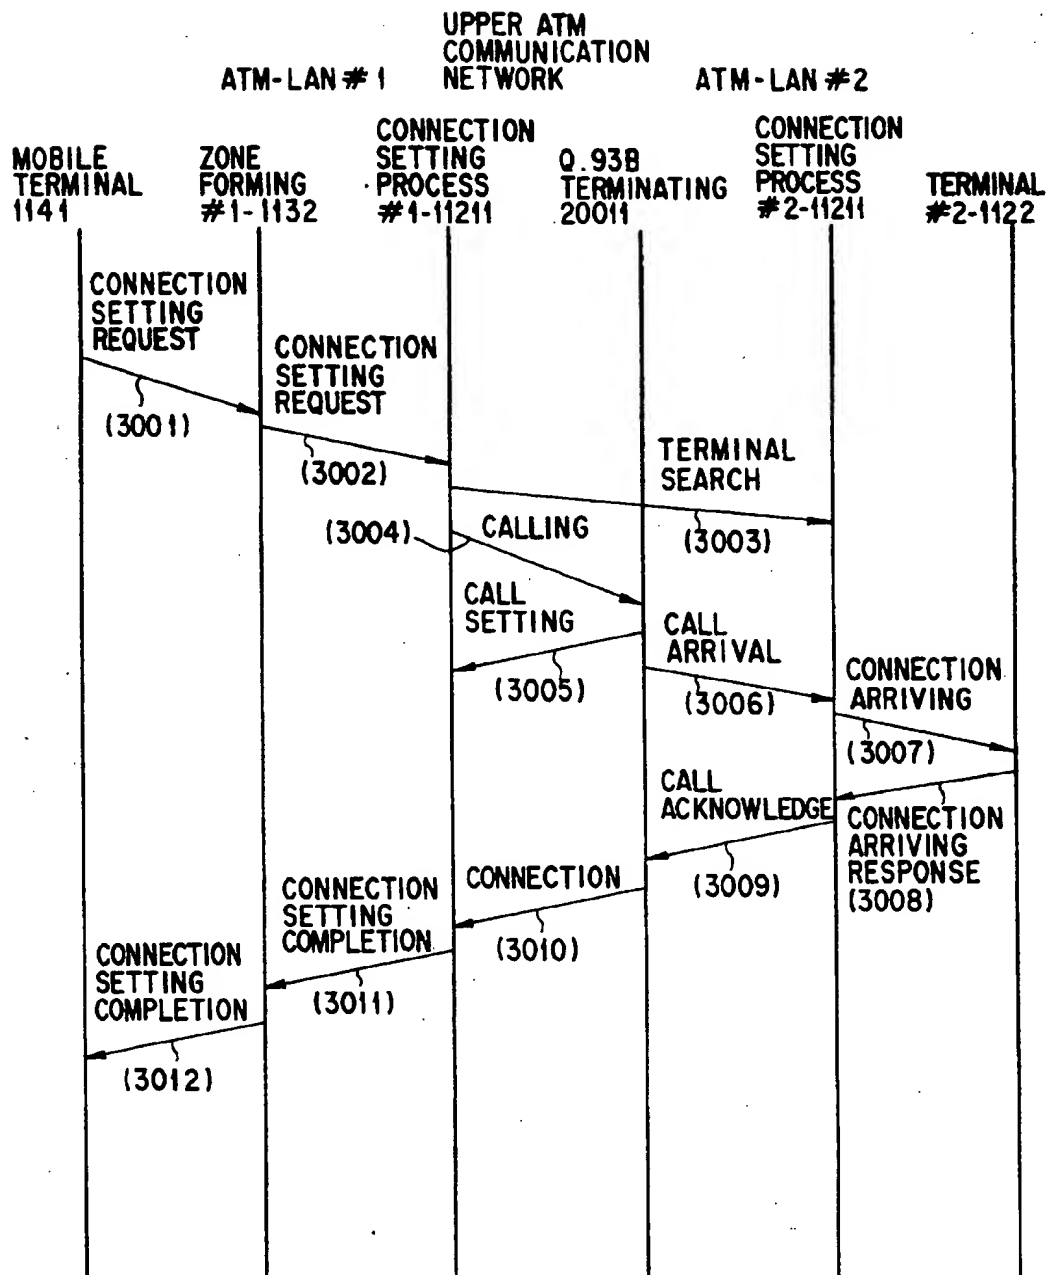 UPPER ATM
COMMUNICATION
NETWORK
ATM-LAN #1
ATM-LAN #2
MOBILE
TERMINAL
1141
ZONE
FORMING
#1-1132
CONNECTION
SETTING
PROCESS
#1-11211
Q.93B
TERMINATING
20011
CONNECTION
SETTING
PROCESS
#2-11211
TERMINAL
#2-1122
CONNECTION
SETTING
REQUEST
(3001)
CONNECTION
SETTING
REQUEST
(3002)
TERMINAL
SEARCH
(3003)
(3004)
CALLING
CALL
SETTING
(3005)
CALL
ARRIVAL
(3006)
CONNECTION
ARRIVING
(3007)
CALL
ACKNOWLEDGE
(3009)
CONNECTION
ARRIVING
RESPONSE
(3008)
CONNECTION
(3010)
CONNECTION
SETTING
COMPLETION
(3011)
CONNECTION
SETTING
COMPLETION
(3012)